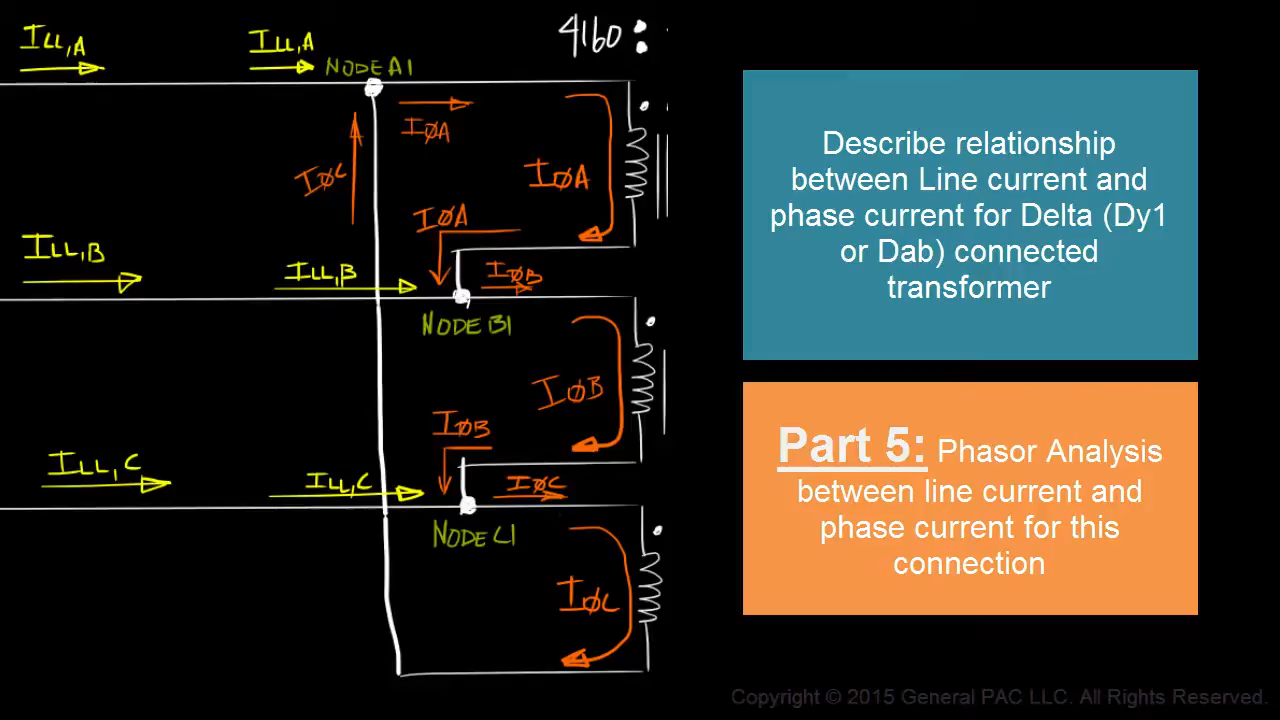 ILL,A
ILL,A
NODE A1
4160 :
IØA
IØC
IØA
IØA
ILL,B
ILL,B
IØB
NODE B1
IØB
IØB
ILL,C
ILL,C
IØC
NODE C1
IØC
Describe relationship
between Line current and
phase current for Delta (Dy1
or Dab) connected
transformer
Part 5: Phasor Analysis
between line current and
phase current for this
connection
Copyright © 2015 General PAC LLC. All Rights Reserved.